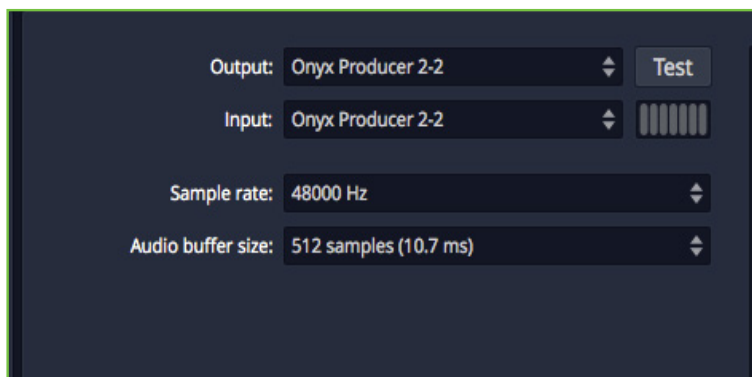 Output: Onyx Producer 2-2 Test
Input: Onyx Producer 2-2
Sample rate: 48000 Hz
Audio buffer size: 512 samples (10.7 ms)